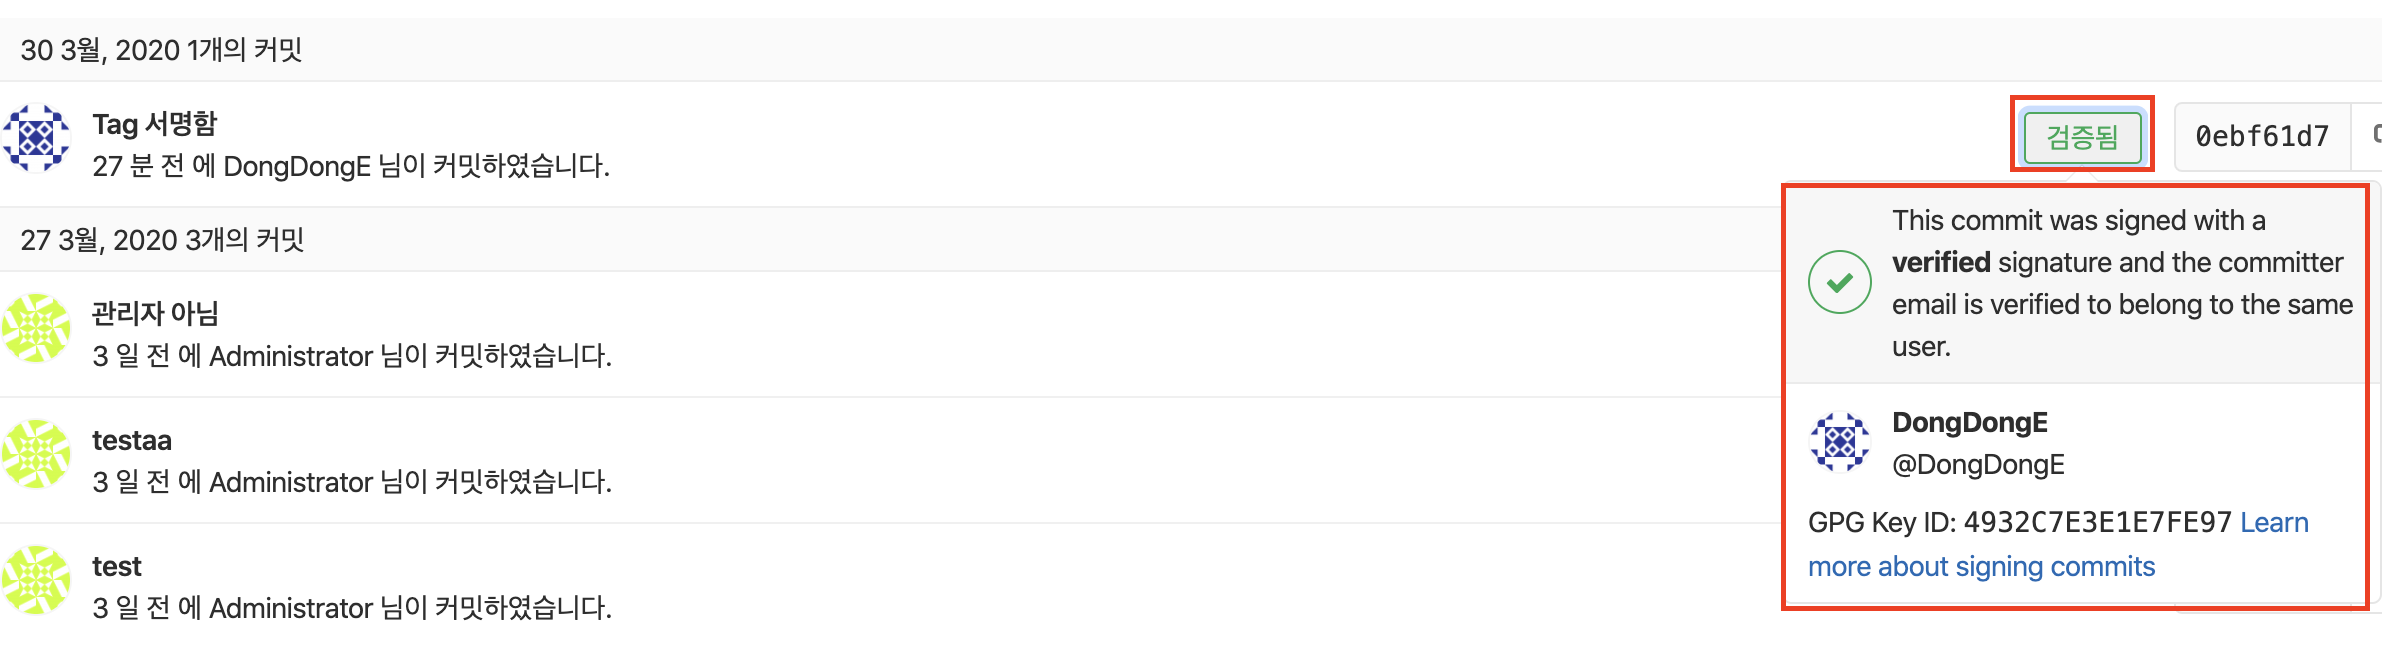 30 3월, 2020 1개의 커밋
Tag 서명함
27 분 전 에 DongDongE 님이 커밋하였습니다.
검증됨
0ebf61d7
This commit was signed with a
verified signature and the committer
email is verified to belong to the same
user.
DongDongE
@DongDongE
GPG Key ID: 4932C7E3E1E7FE97 Learn
more about signing commits
27 3월, 2020 3개의 커밋
관리자 아님
3 일 전 에 Administrator 님이 커밋하였습니다.
testaa
3 일 전 에 Administrator 님이 커밋하였습니다.
test
3 일 전 에 Administrator 님이 커밋하였습니다.